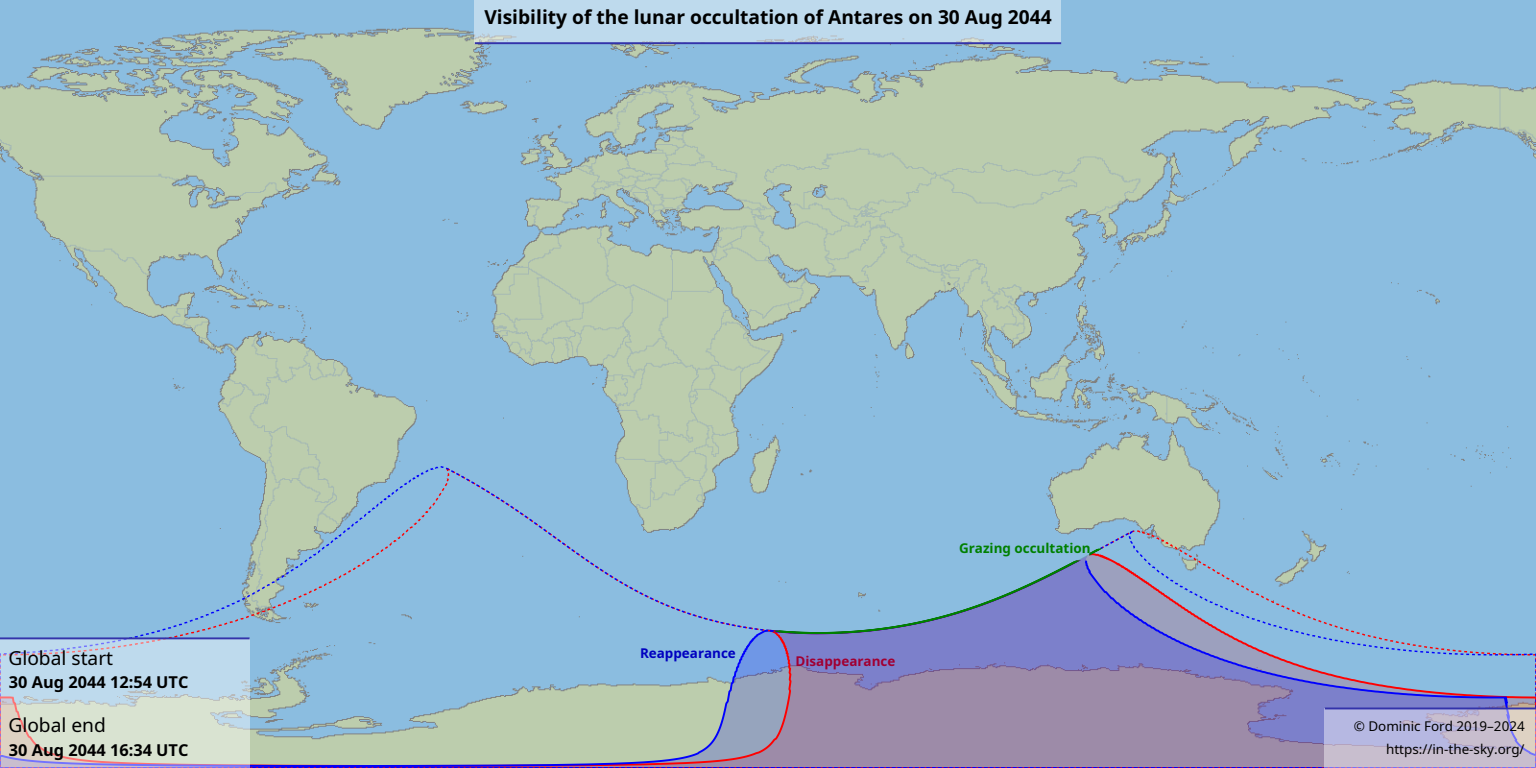 Visibility of the lunar occultation of Antares on 30 Aug 2044
Grazing occultation
Reappearance
Disappearance
Global start
30 Aug 2044 12:54 UTC
Global end
30 Aug 2044 16:34 UTC
© Dominic Ford 2019–2024
https://in-the-sky.org/